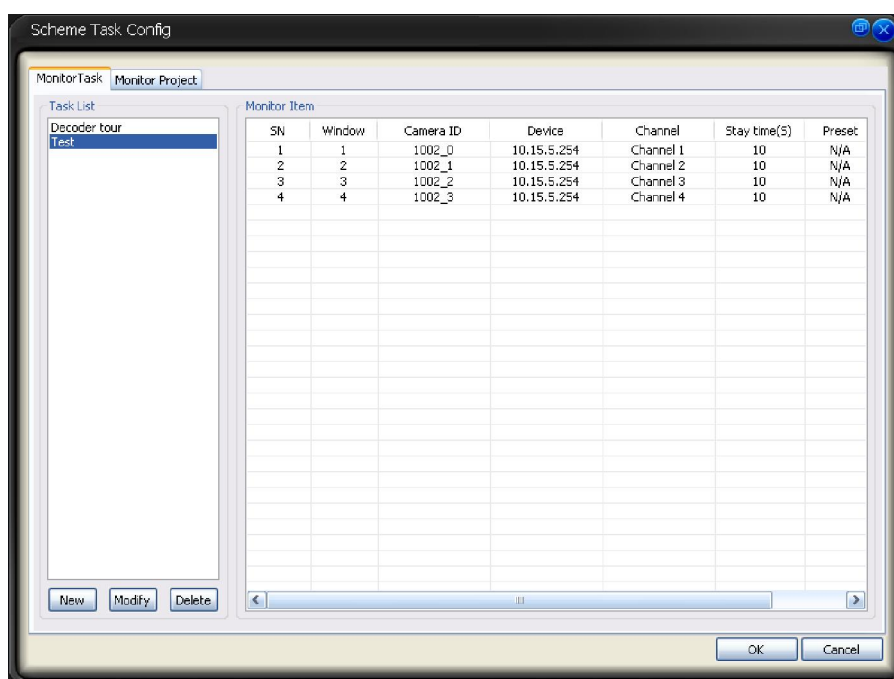 Scheme Task Config
MonitorTask Monitor Project
Task List
Decoder tour
Test
New Modify Delete
Monitor Item
SN Window Camera ID Device Channel Stay time(S) Preset
1 1 1002_0 10.15.5.254 Channel 1 10 N/A
2 2 1002_1 10.15.5.254 Channel 2 10 N/A
3 3 1002_2 10.15.5.254 Channel 3 10 N/A
4 4 1002_3 10.15.5.254 Channel 4 10 N/A
OK Cancel